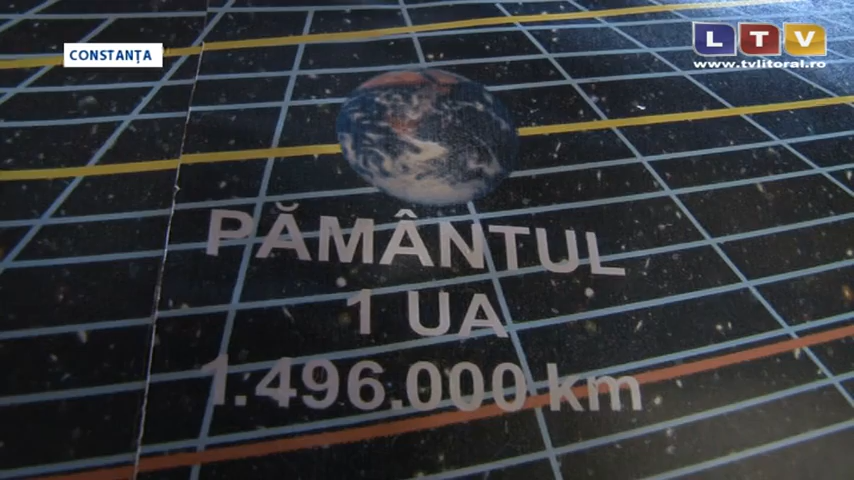 CONSTANȚA
LTV
www.tvlitoral.ro
PĂMÂNTUL
1 UA
1.496.000 km